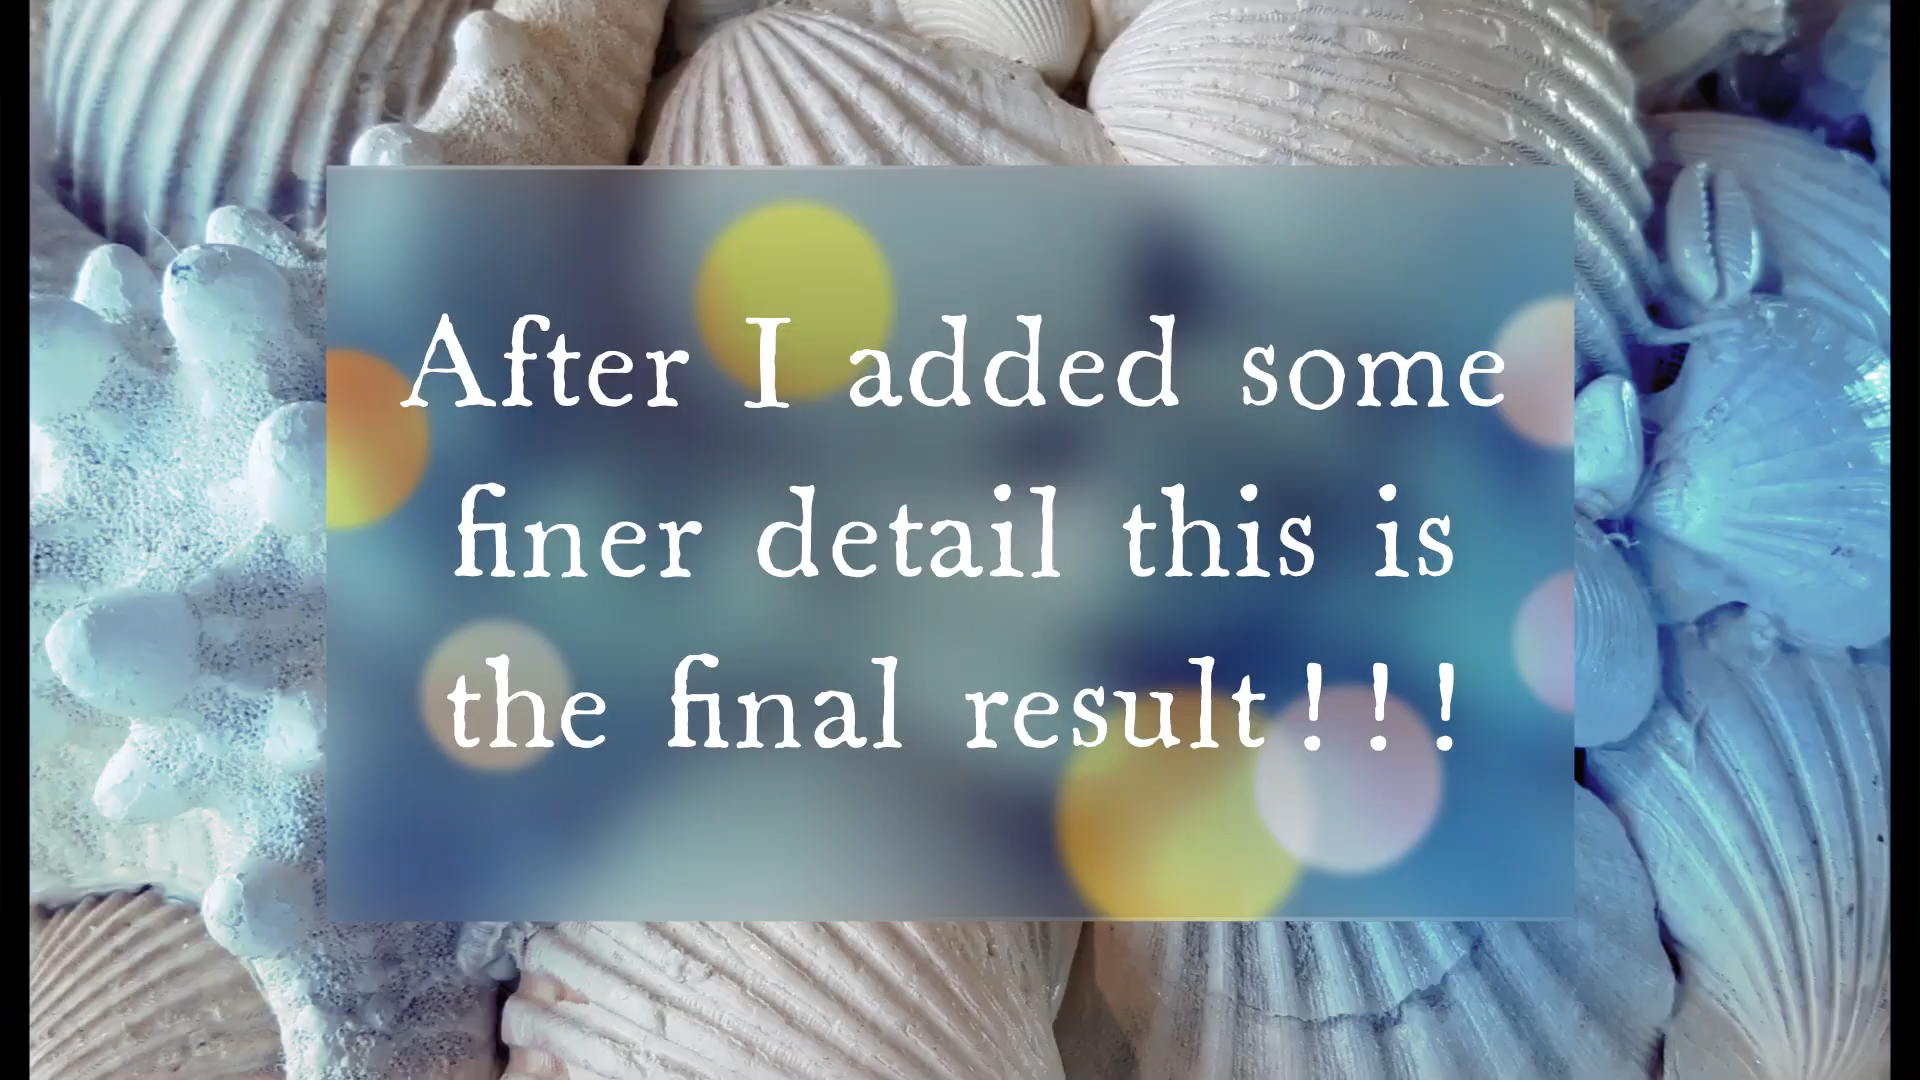 After I added some
finer detail this is
the final result!!!